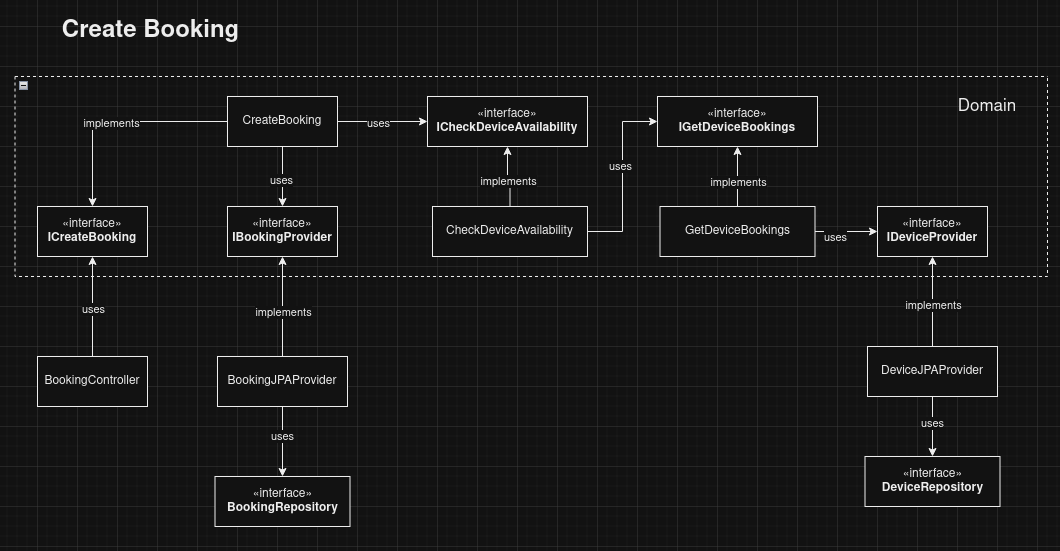 Create Booking
Domain
CreateBooking
«interface»
ICheckDeviceAvailability
«interface»
IGetDeviceBookings
implements
uses
uses
implements
uses
implements
«interface»
ICreateBooking
«interface»
IBookingProvider
CheckDeviceAvailability
GetDeviceBookings
uses
«interface»
IDeviceProvider
uses
implements
implements
BookingController
BookingJPAProvider
DeviceJPAProvider
uses
uses
«interface»
BookingRepository
«interface»
DeviceRepository